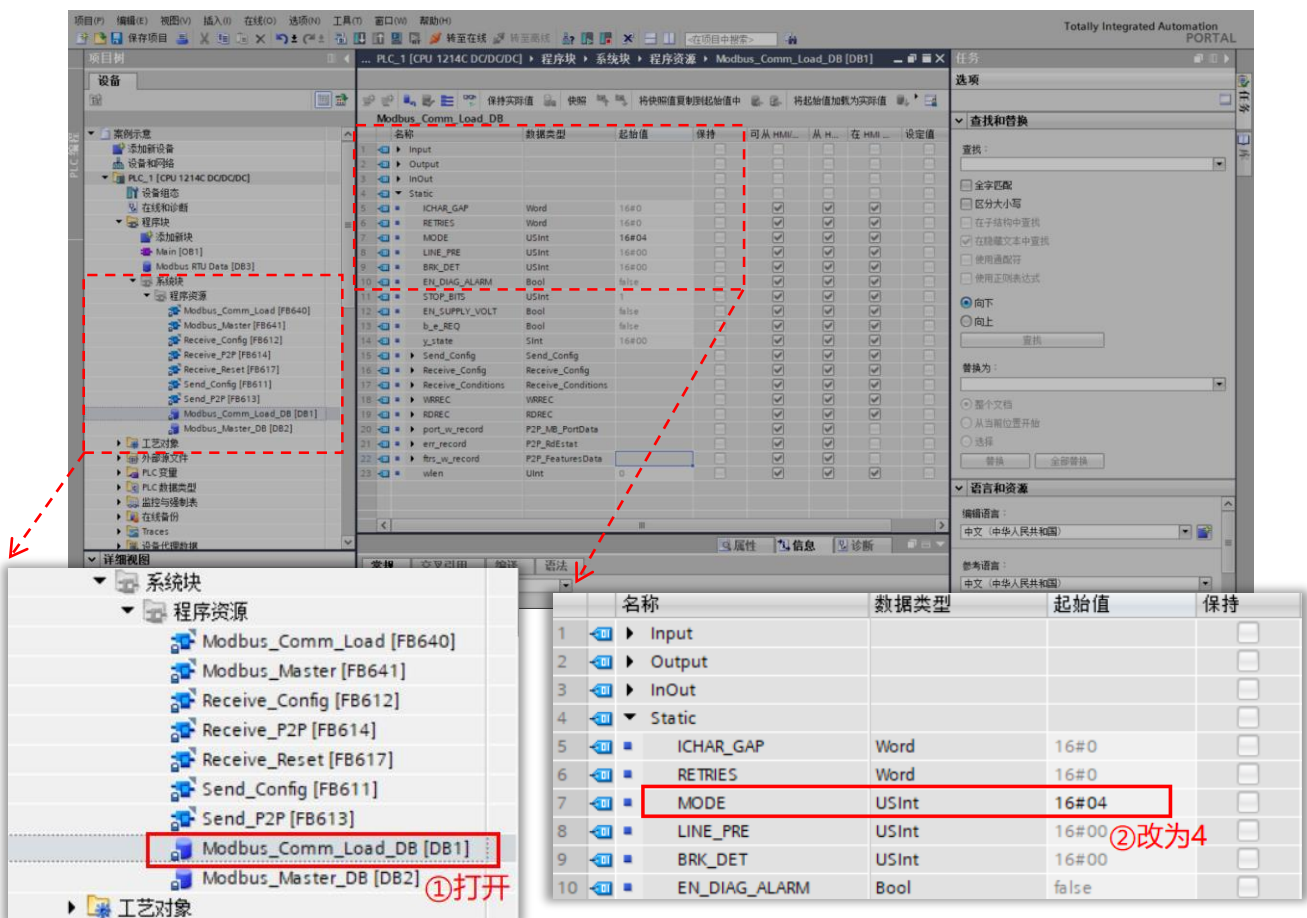 项目(P) 编辑(E) 视图(V) 插入(I) 在线(O) 选项(N) 工具(T) 窗口(W) 帮助(H)
Totally Integrated Automation
PORTAL
保存项目 转至在线 转至离线 <在项目中搜索>
项目树
... PLC_1 [CPU 1214C DC/DC/DC] 程序块 系统块 程序资源 Modbus_Comm_Load_DB [DB1]
任务
设备
选项
保持实际值 快照 将快照值复制到起始值中 将起始值加载为实际值
PLC 编程
任务
案例示意
添加新设备
设备和网络
PLC_1 [CPU 1214C DC/DC/DC]
设备组态
在线和诊断
程序块
添加新块
Main [OB1]
Modbus RTU Data [DB3]
系统块
程序资源
Modbus_Comm_Load [FB640]
Modbus_Master [FB641]
Receive_Config [FB612]
Receive_P2P [FB614]
Receive_Reset [FB617]
Send_Config [FB611]
Send_P2P [FB613]
Modbus_Comm_Load_DB [DB1]
Modbus_Master_DB [DB2]
工艺对象
外部源文件
PLC 变量
PLC 数据类型
监控与强制表
在线备份
Traces
设备代理数据
详细视图
Modbus_Comm_Load_DB
名称 数据类型 起始值 保持 可从 HMI/... 从 H... 在 HMI ... 设定值
1 Input
2 Output
3 InOut
4 Static
5 ICHAR_GAP Word 16#0
6 RETRIES Word 16#0
7 MODE USInt 16#04
8 LINE_PRE USInt 16#00
9 BRK_DET USInt 16#00
10 EN_DIAG_ALARM Bool false
11 STOP_BITS USInt 1
12 EN_SUPPLY_VOLT Bool false
13 b_e_REQ Bool false
14 y_state SInt 16#00
15 Send_Config Send_Config
16 Receive_Config Receive_Config
17 Receive_Conditions Receive_Conditions
18 WRREC WRREC
19 RDREC RDREC
20 port_w_record P2P_MB_PortData
21 err_record P2P_RdEstat
22 ftrs_w_record P2P_FeaturesData
23 wlen UInt 0
属性 信息 诊断
常规 交叉引用 编译 语法
查找和替换
查找：
全字匹配
区分大小写
在子结构中查找
在隐藏文本中查找
使用通配符
使用正则表达式
向下
向上
查找
替换为：
整个文档
从当前位置开始
选择
替换 全部替换
语言和资源
编辑语言：
中文（中华人民共和国）
参考语言：
中文（中华人民共和国）
系统块
程序资源
Modbus_Comm_Load [FB640]
Modbus_Master [FB641]
Receive_Config [FB612]
Receive_P2P [FB614]
Receive_Reset [FB617]
Send_Config [FB611]
Send_P2P [FB613]
Modbus_Comm_Load_DB [DB1]
Modbus_Master_DB [DB2]
①打开
工艺对象
名称 数据类型 起始值 保持
1 Input
2 Output
3 InOut
4 Static
5 ICHAR_GAP Word 16#0
6 RETRIES Word 16#0
7 MODE USInt 16#04
8 LINE_PRE USInt 16#00
②改为4
9 BRK_DET USInt 16#00
10 EN_DIAG_ALARM Bool false